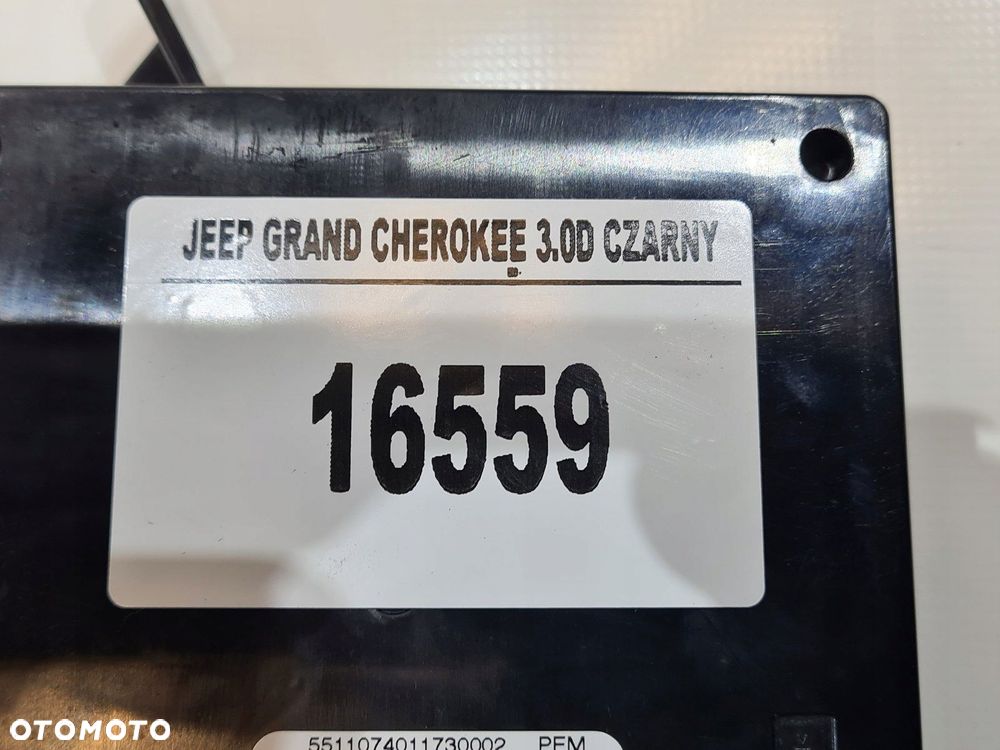 JEEP GRAND CHEROKEE 3.0D CZARNY
16559
5511074011730002 PEM
OTOMOTO